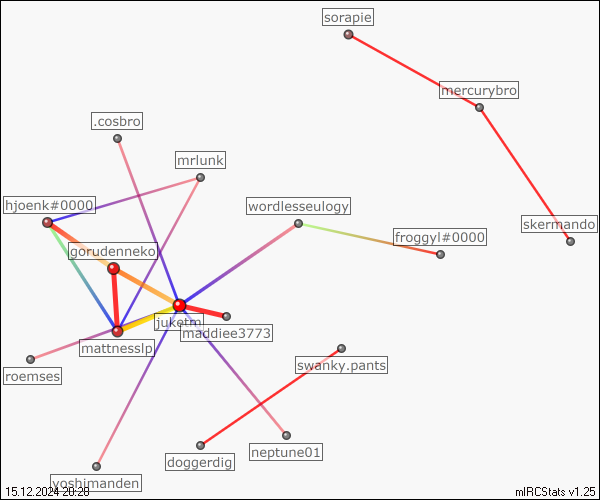 sorapie
mercurybro
.cosbro
mrlunk
hjoenk#0000
wordlesseulogy
skermando
froggyl#0000
gorudenneko
juketm
maddiee3773
mattnesslp
swanky.pants
roemses
neptune01
doggerdig
yoshimanden
15.12.2024 20:28
mIRCStats v1.25